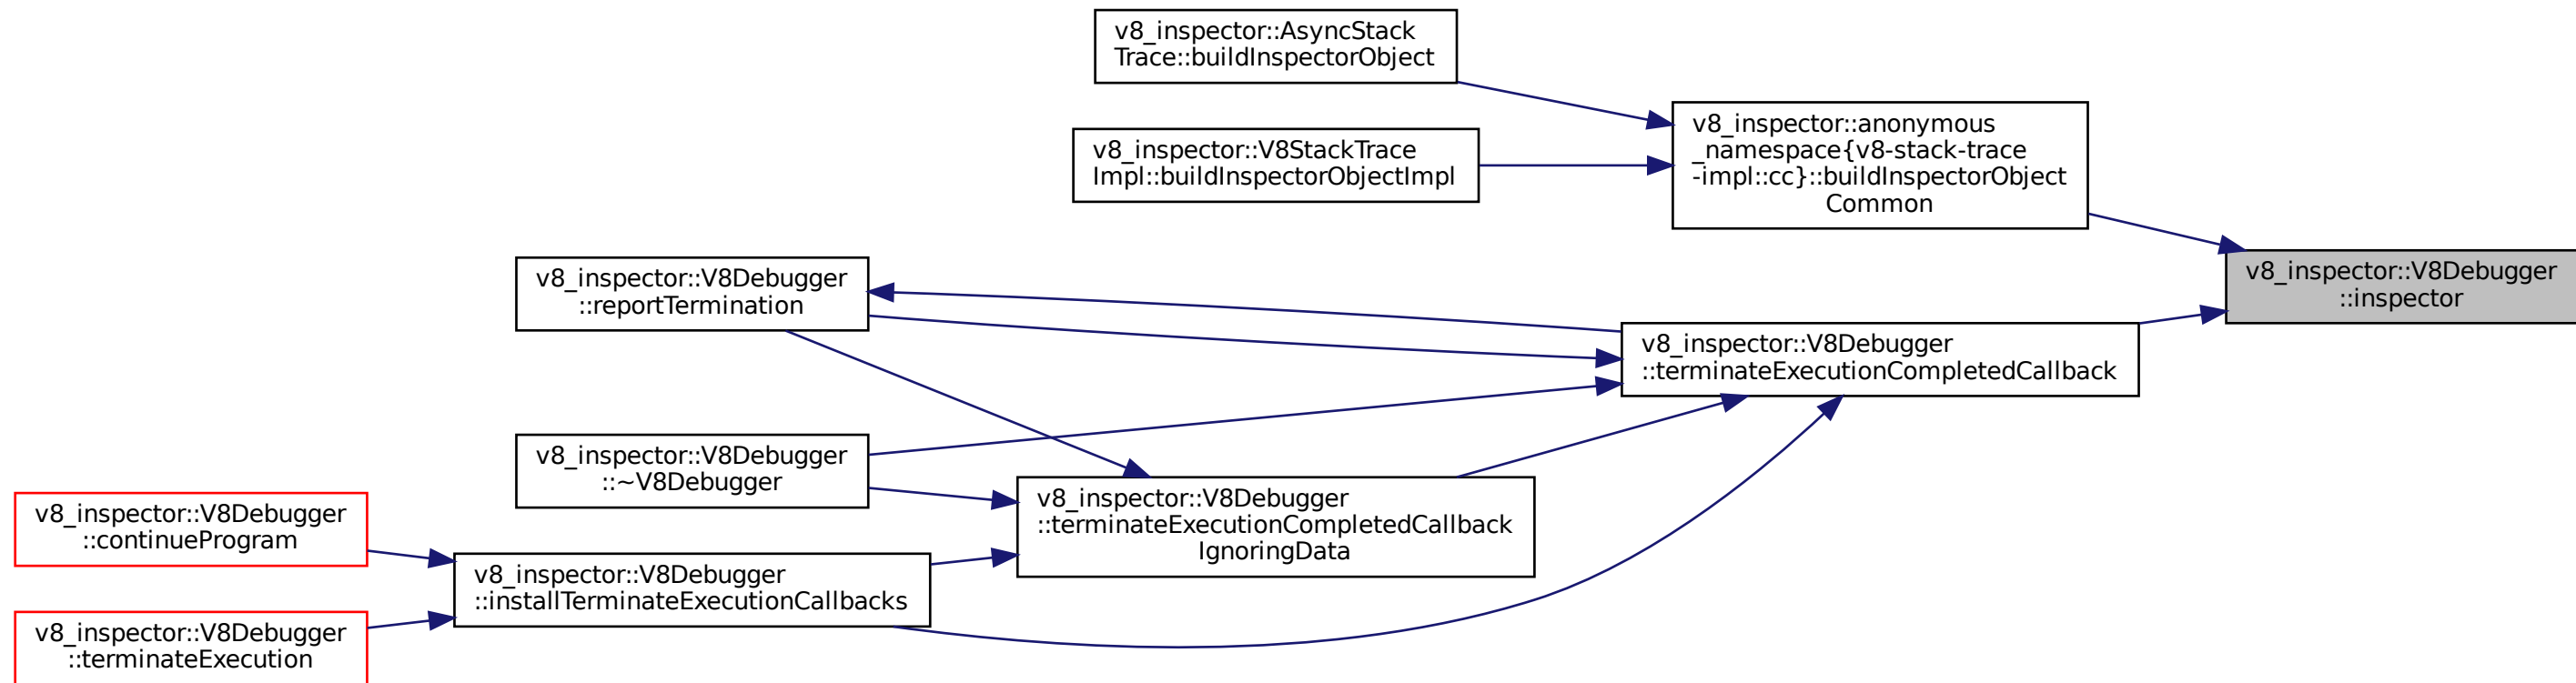 v8_inspector::AsyncStack
Trace::buildInspectorObject
v8_inspector::anonymous
_namespace{v8-stack-trace
-impl::cc}::buildInspectorObject
Common
v8_inspector::V8StackTrace
Impl::buildInspectorObjectImpl
v8_inspector::V8Debugger
::inspector
v8_inspector::V8Debugger
::reportTermination
v8_inspector::V8Debugger
::terminateExecutionCompletedCallback
v8_inspector::V8Debugger
::~V8Debugger
v8_inspector::V8Debugger
::terminateExecutionCompletedCallback
IgnoringData
v8_inspector::V8Debugger
::continueProgram
v8_inspector::V8Debugger
::installTerminateExecutionCallbacks
v8_inspector::V8Debugger
::terminateExecution